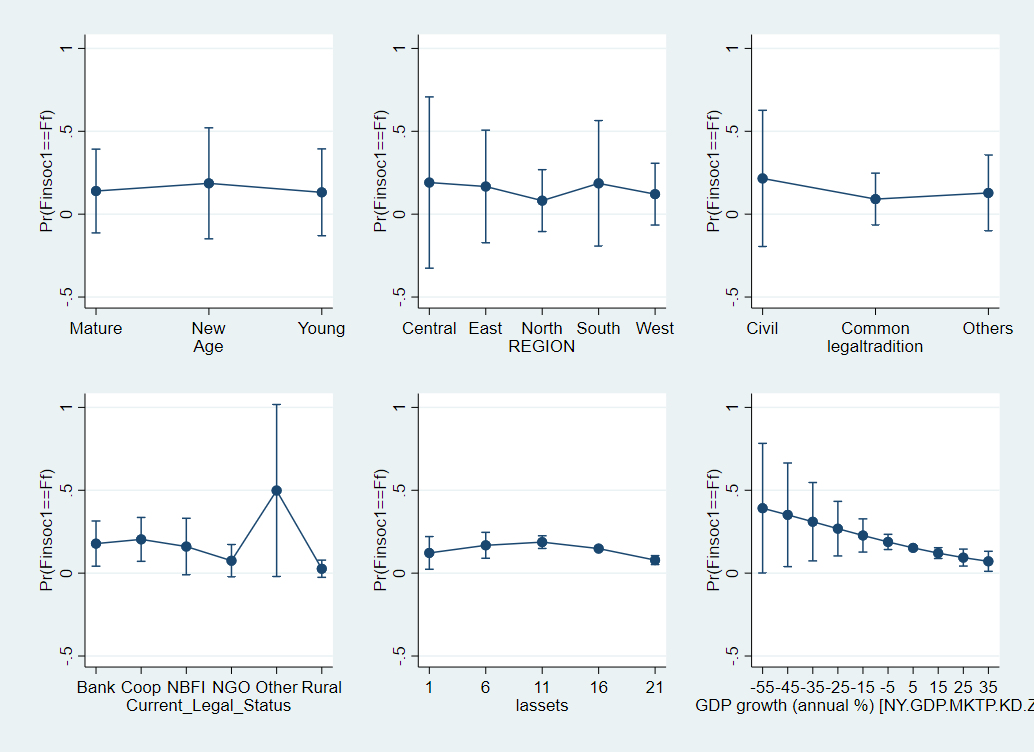 Pr(Finsoc1==Ff)
1
.5
0
-.5
Mature New Young
Age
Pr(Finsoc1==Ff)
1
.5
0
-.5
Central East North South West
REGION
Pr(Finsoc1==Ff)
1
.5
0
-.5
Civil Common Others
legaltradition
Pr(Finsoc1==Ff)
1
.5
0
-.5
Bank Coop NBFI NGO Other Rural
Current_Legal_Status
Pr(Finsoc1==Ff)
1
.5
0
-.5
1 6 11 16 21
lassets
Pr(Finsoc1==Ff)
1
.5
0
-.5
-55 -45 -35 -25 -15 -5 5 15 25 35
GDP growth (annual %) [NY.GDP.MKTP.KD.Z